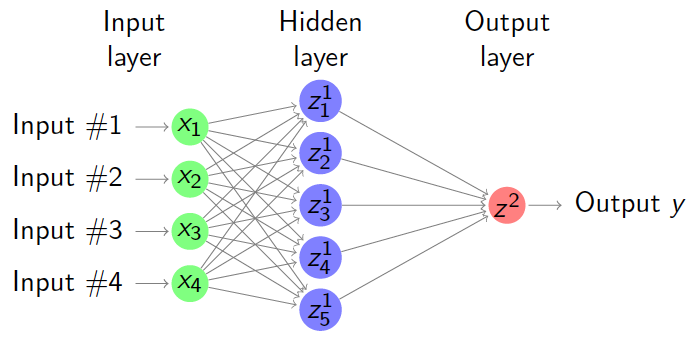 Input
layer
Hidden
layer
Output
layer
Input #1
x₁
z₁¹
Input #2
x₂
z₂¹
Input #3
x₃
z₃¹
z²
Output y
Input #4
x₄
z₄¹
z₅¹